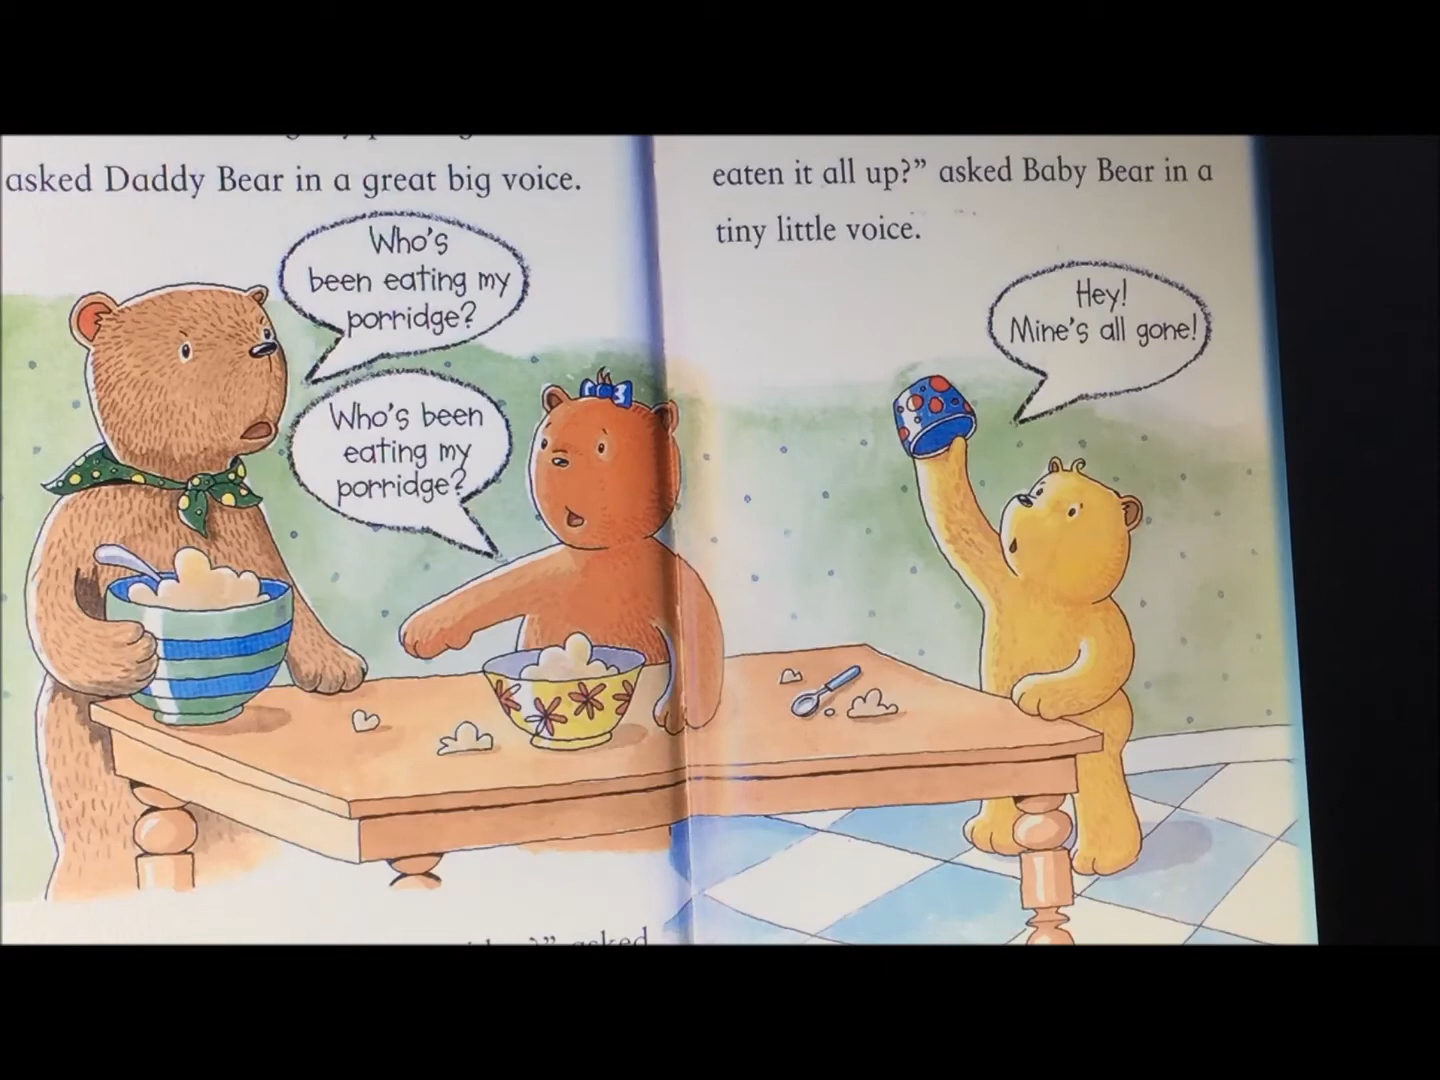 asked Daddy Bear in a great big voice.
Who's
been eating my
porridge?
Who's been
eating my
porridge?
asked
eaten it all up?” asked Baby Bear in a
tiny little voice.
Hey!
Mine's all gone!